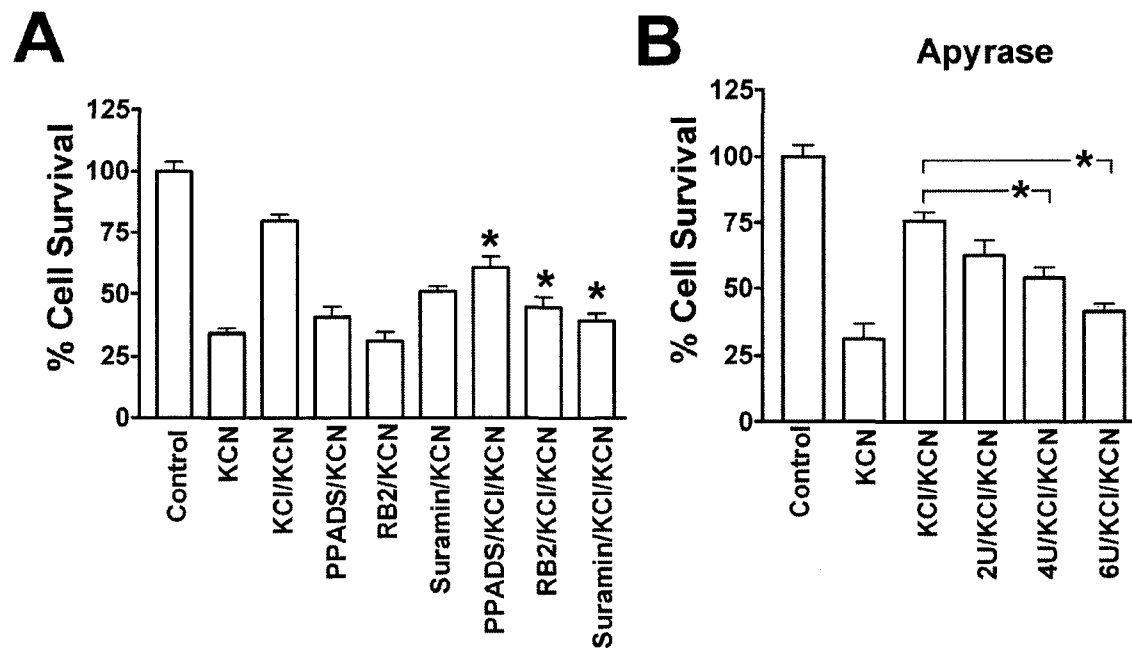 A
% Cell Survival
125
100
75
50
25
0
*
*
*
Control
KCN
KCl/KCN
PPADS/KCN
RB2/KCN
Suramin/KCN
PPADS/KCl/KCN
RB2/KCl/KCN
Suramin/KCl/KCN
B
Apyrase
% Cell Survival
125
100
75
50
25
0
*
*
Control
KCN
KCl/KCN
2U/KCl/KCN
4U/KCl/KCN
6U/KCl/KCN